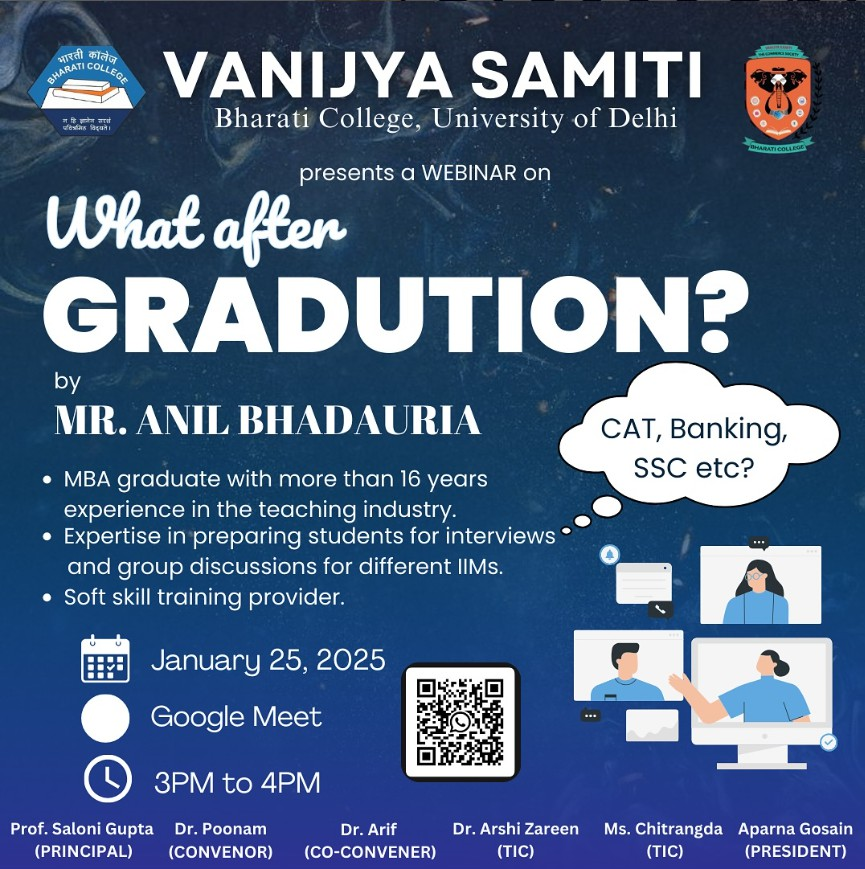 भारती कॉलेज
BHARATI COLLEGE
न हि ज्ञानेन सदृशं
पवित्रमिह विद्यते।
VANIJYA SAMITI
Bharati College, University of Delhi
BHARATI COLLEGE
presents a WEBINAR on
What after
GRADUTION?
by
MR. ANIL BHADAURIA
CAT, Banking,
SSC etc?
• MBA graduate with more than 16 years
experience in the teaching industry.
• Expertise in preparing students for interviews
and group discussions for different IIMs.
• Soft skill training provider.
January 25, 2025
Google Meet
3PM to 4PM
Prof. Saloni Gupta
(PRINCIPAL)
Dr. Poonam
(CONVENOR)
Dr. Arif
(CO-CONVENER)
Dr. Arshi Zareen
(TIC)
Ms. Chitrangda
(TIC)
Aparna Gosain
(PRESIDENT)